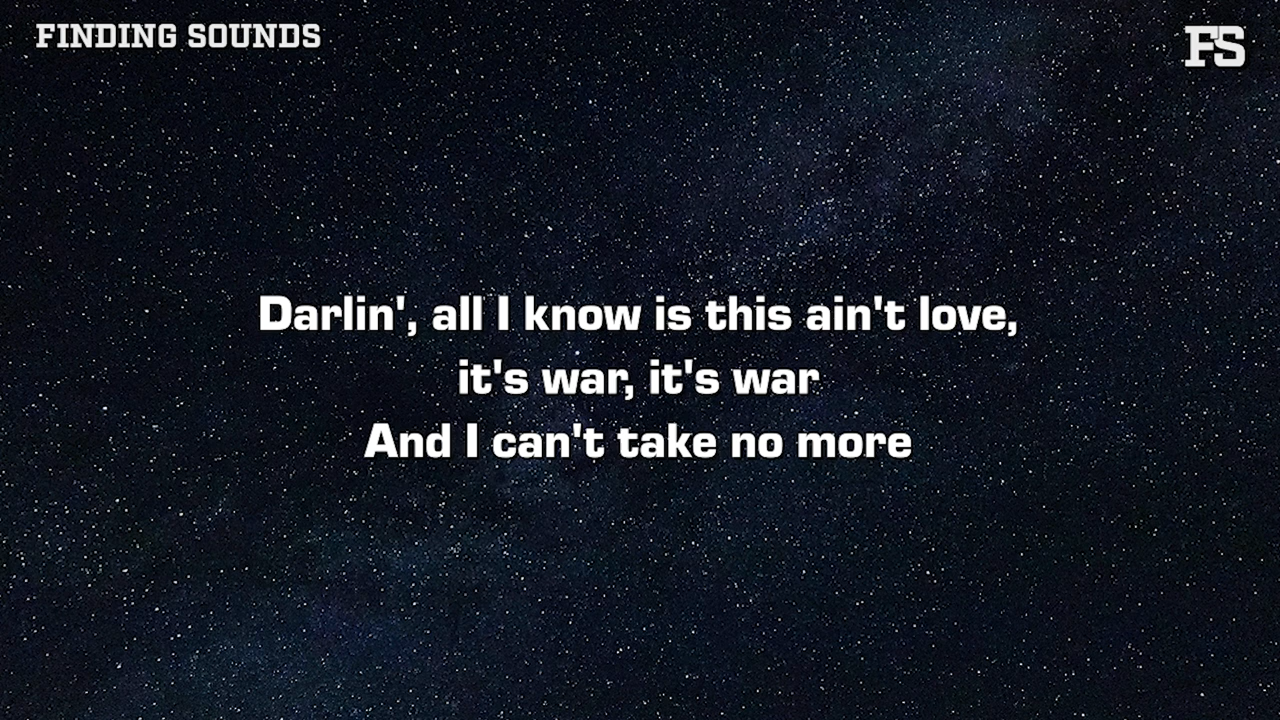 FINDING SOUNDS
FS
Darlin', all I know is this ain't love,
it's war, it's war
And I can't take no more